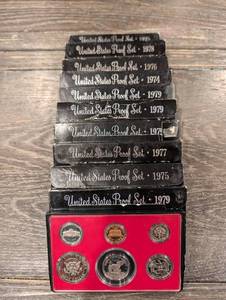 United States Proof Set ·
United States Proof Set · 1978
United States Proof Set · 1976
United States Proof Set · 1974
United States Proof Set · 1979
United States Proof Set · 1979
United States Proof Set · 197
United States Proof Set · 1977
United States Proof Set · 1975
United States Proof Set · 1979